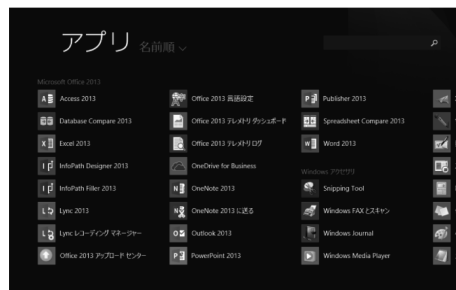 アプリ 名前順
Microsoft Office 2013
Access 2013
Database Compare 2013
Excel 2013
InfoPath Designer 2013
InfoPath Filler 2013
Lync 2013
Lync レコーディング マネージャー
Office 2013 アップロード センター
Office 2013 言語設定
Office 2013 テレメトリ ダッシュボード
Office 2013 テレメトリ ログ
OneDrive for Business
OneNote 2013
OneNote 2013 に送る
Outlook 2013
PowerPoint 2013
Publisher 2013
Spreadsheet Compare 2013
Word 2013
Windows アクセサリ
Snipping Tool
Windows FAX とスキャン
Windows Journal
Windows Media Player